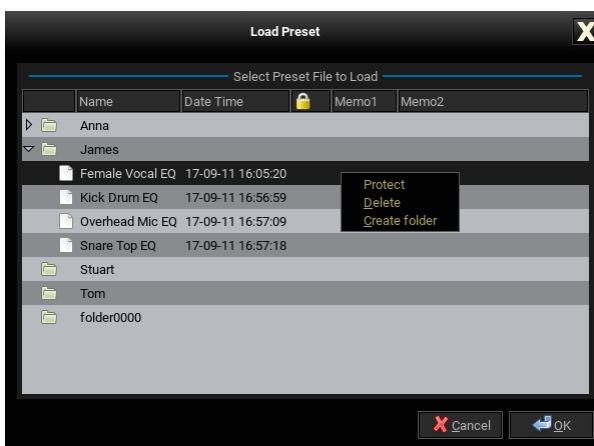 Load Preset
X
Select Preset File to Load
Name Date Time Memo1 Memo2
Anna
James
Female Vocal EQ 17-09-11 16:05:20
Kick Drum EQ 17-09-11 16:56:59
Overhead Mic EQ 17-09-11 16:57:09
Snare Top EQ 17-09-11 16:57:18
Protect
Delete
Create folder
Stuart
Tom
folder0000
Cancel OK